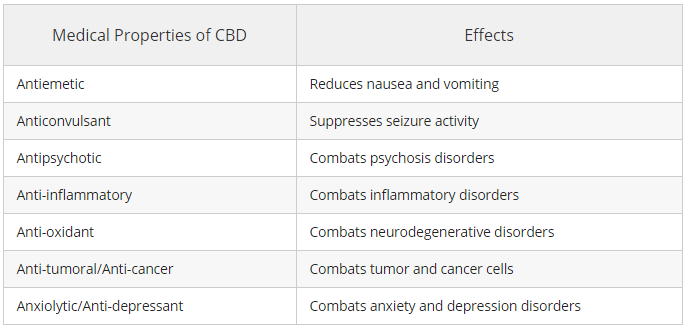 Medical Properties of CBD Effects
Antiemetic Reduces nausea and vomiting
Anticonvulsant Suppresses seizure activity
Antipsychotic Combats psychosis disorders
Anti-inflammatory Combats inflammatory disorders
Anti-oxidant Combats neurodegenerative disorders
Anti-tumoral/Anti-cancer Combats tumor and cancer cells
Anxiolytic/Anti-depressant Combats anxiety and depression disorders